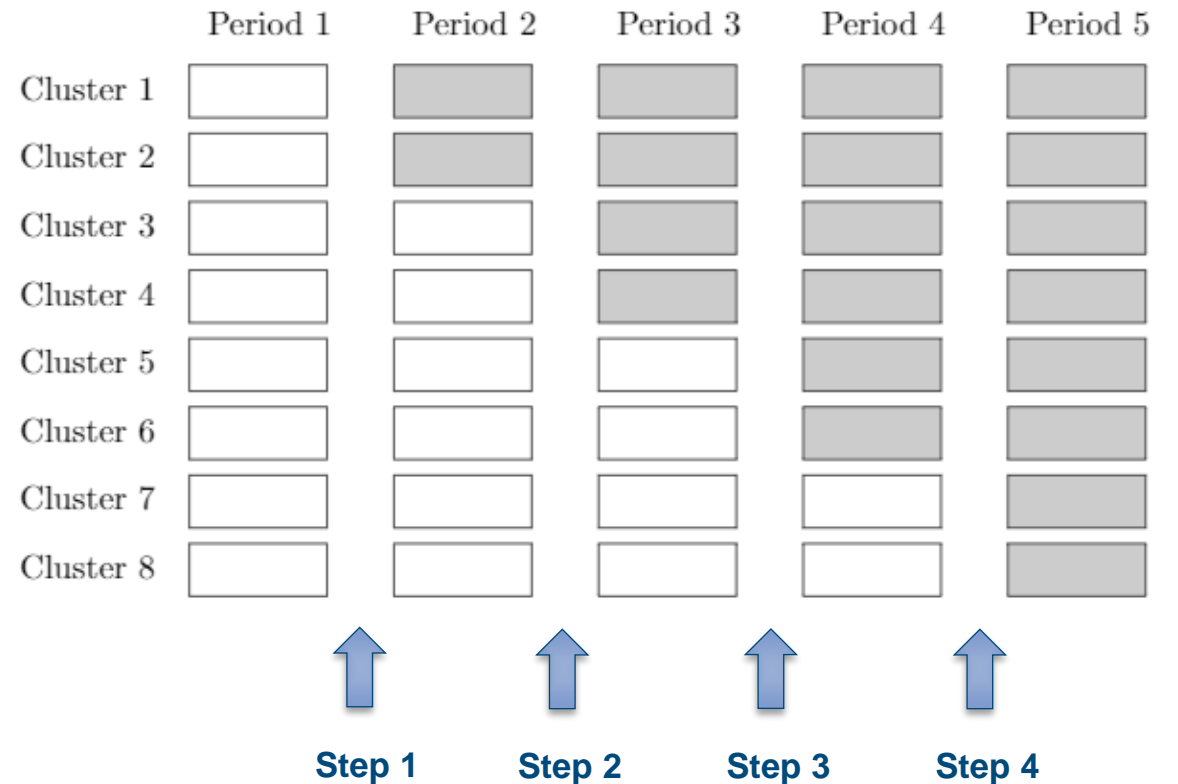 Period 1 Period 2 Period 3 Period 4 Period 5
Cluster 1
Cluster 2
Cluster 3
Cluster 4
Cluster 5
Cluster 6
Cluster 7
Cluster 8
Step 1 Step 2 Step 3 Step 4